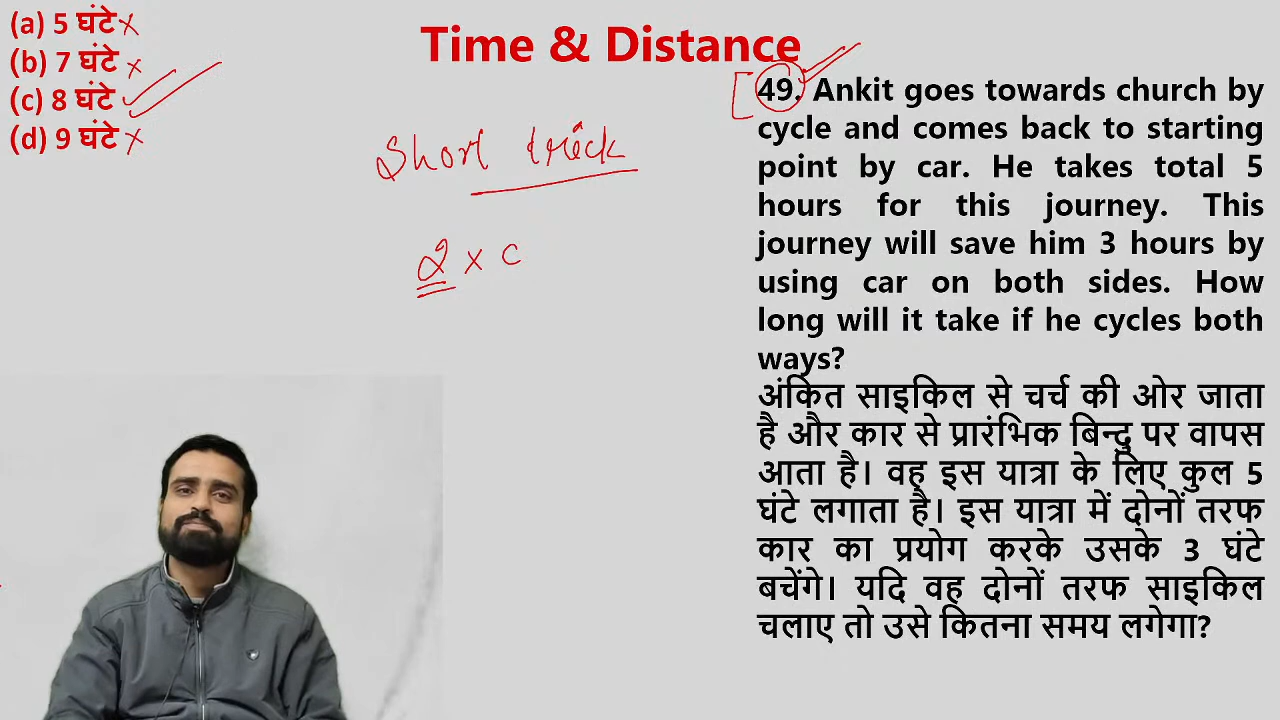 (a) 5 घंटे
(b) 7 घंटे
(c) 8 घंटे
(d) 9 घंटे
Time & Distance
Short trick
2 x c
49. Ankit goes towards church by
cycle and comes back to starting
point by car. He takes total 5
hours for this journey. This
journey will save him 3 hours by
using car on both sides. How
long will it take if he cycles both
ways?
अंकित साइकिल से चर्च की ओर जाता
है और कार से प्रारंभिक बिन्दु पर वापस
आता है। वह इस यात्रा के लिए कुल 5
घंटे लगाता है। इस यात्रा में दोनों तरफ
कार का प्रयोग करके उसके 3 घंटे
बचेंगे। यदि वह दोनों तरफ साइकिल
चलाए तो उसे कितना समय लगेगा?